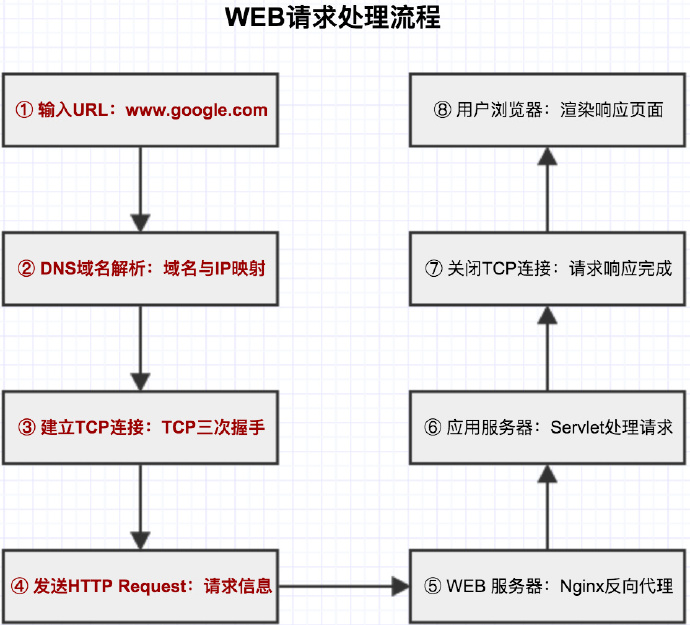 WEB请求处理流程
① 输入URL：www.google.com
② DNS域名解析：域名与IP映射
③ 建立TCP连接：TCP三次握手
④ 发送HTTP Request：请求信息
⑤ WEB 服务器：Nginx反向代理
⑥ 应用服务器：Servlet处理请求
⑦ 关闭TCP连接：请求响应完成
⑧ 用户浏览器：渲染响应页面